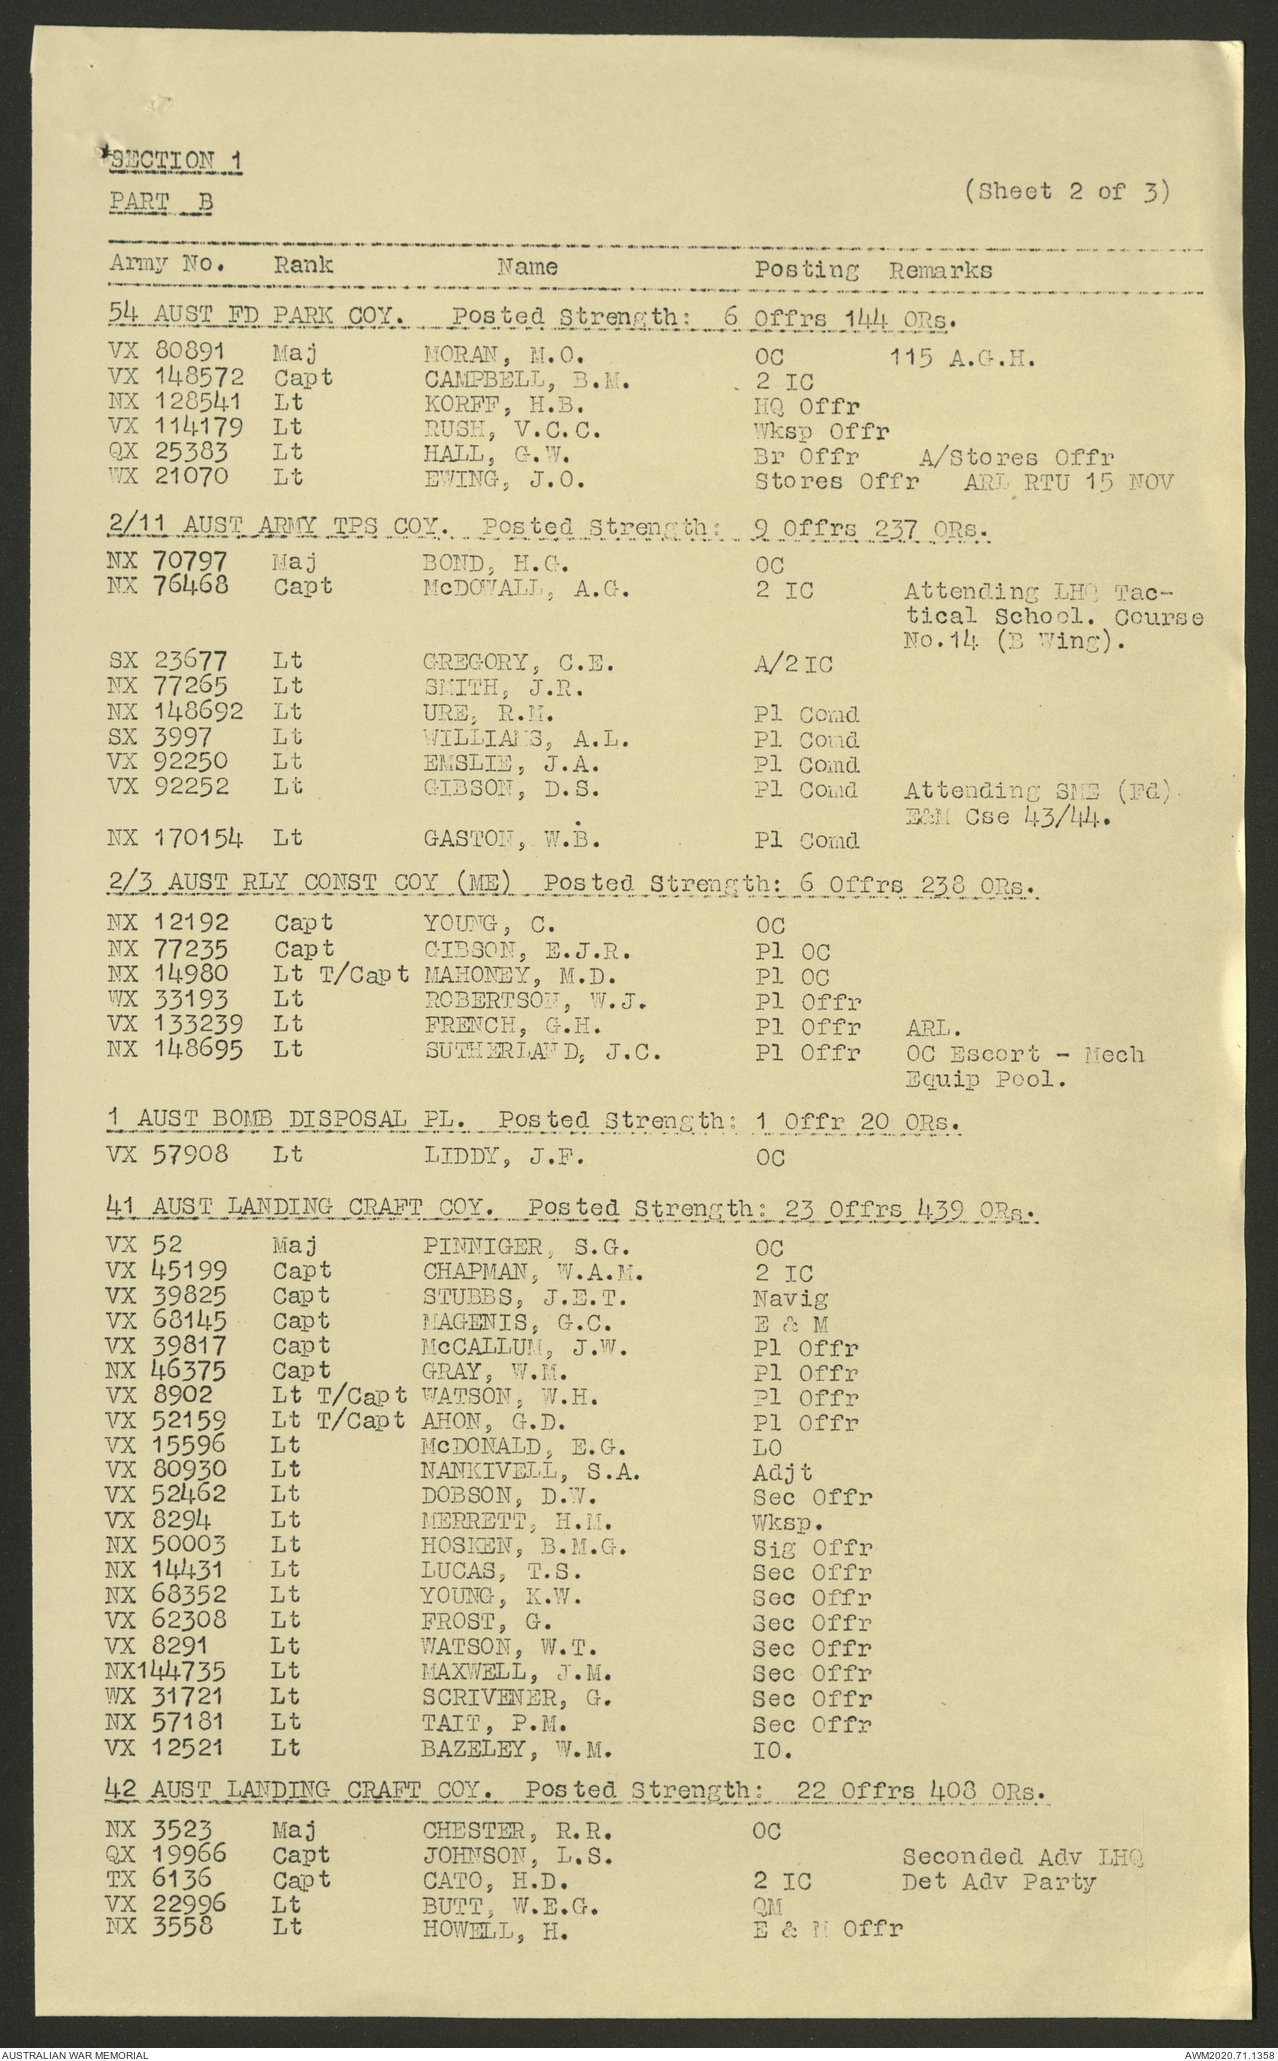 SECTION 1
PART B
(Sheet 2 of 3)
Army No. Rank Name Posting Remarks
54 AUST FD PARK COY. Posted Strength: 6 Offrs 144 ORs.
VX 80891 Maj MORAN, M.O. OC 115 A.G.H.
VX 148572 Capt CAMPBELL, B.M. 2 IC
NX 128541 Lt KORFF, H.B. HQ Offr
VX 114179 Lt RUSH, V.C.C. Wksp Offr
QX 25383 Lt HALL, G.W. Br Offr A/Stores Offr
WX 21070 Lt EWING, J.O. Stores Offr ARL RTU 15 NOV
2/11 AUST ARMY TPS COY. Posted Strength: 9 Offrs 237 ORs.
NX 70797 Maj BOND, H.G. OC
NX 76468 Capt McDOWALL, A.G. 2 IC Attending LHQ Tac-
tical School. Course
No.14 (B Wing).
SX 23677 Lt GREGORY, C.E. A/2 IC
NX 77265 Lt SMITH, J.R.
NX 148692 Lt URE, R.M. Pl Comd
SX 3997 Lt WILLIAMS, A.L. Pl Comd
VX 92250 Lt EMSLIE, J.A. Pl Comd
VX 92252 Lt GIBSON, D.S. Pl Comd Attending SME (Fd)
E&M Cse 43/44.
NX 170154 Lt GASTON, W.B. Pl Comd
2/3 AUST RLY CONST COY (ME) Posted Strength: 6 Offrs 238 ORs.
NX 12192 Capt YOUNG, C. OC
NX 77235 Capt GIBSON, E.J.R. Pl OC
NX 14980 Lt T/Capt MAHONEY, M.D. Pl OC
WX 33193 Lt ROBERTSON, W.J. Pl Offr
VX 133239 Lt FRENCH, G.H. Pl Offr ARL.
NX 148695 Lt SUTHERLAND, J.C. Pl Offr OC Escort - Mech
Equip Pool.
1 AUST BOMB DISPOSAL PL. Posted Strength: 1 Offr 20 ORs.
VX 57908 Lt LIDDY, J.F. OC
41 AUST LANDING CRAFT COY. Posted Strength: 23 Offrs 439 ORs.
VX 52 Maj PINNIGER, S.G. OC
VX 45199 Capt CHAPMAN, W.A.M. 2 IC
VX 39825 Capt STUBBS, J.E.T. Navig
VX 68145 Capt MAGENIS, G.C. E & M
VX 39817 Capt McCALLUM, J.W. Pl Offr
NX 46375 Capt GRAY, W.M. Pl Offr
VX 8902 Lt T/Capt WATSON, W.H. Pl Offr
VX 52159 Lt T/Capt AHON, G.D. Pl Offr
VX 15596 Lt McDONALD, E.G. LO
VX 80930 Lt NANKIVELL, S.A. Adjt
VX 52462 Lt DOBSON, D.W. Sec Offr
VX 8294 Lt MERRETT, H.M. Wksp.
NX 50003 Lt HOSKEN, B.M.G. Sig Offr
NX 14431 Lt LUCAS, T.S. Sec Offr
NX 68352 Lt YOUNG, K.W. Sec Offr
VX 62308 Lt FROST, G. Sec Offr
VX 8291 Lt WATSON, W.T. Sec Offr
NX144735 Lt MAXWELL, J.M. Sec Offr
WX 31721 Lt SCRIVENER, G. Sec Offr
NX 57181 Lt TAIT, P.M. Sec Offr
VX 12521 Lt BAZELEY, W.M. IO.
42 AUST LANDING CRAFT COY. Posted Strength: 22 Offrs 408 ORs.
NX 3523 Maj CHESTER, R.R. OC
QX 19966 Capt JOHNSON, L.S. Seconded Adv LHQ
TX 6136 Capt CATO, H.D. 2 IC Det Adv Party
VX 22996 Lt BUTT, W.E.G. QM
NX 3558 Lt HOWELL, H. E & M Offr
AUSTRALIAN WAR MEMORIAL AWM2020.71.1358